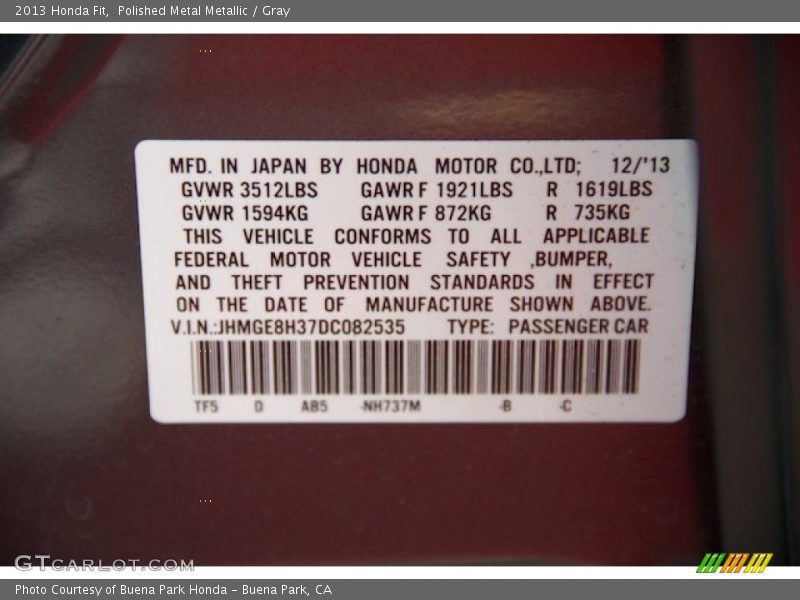 2013 Honda Fit,  Polished Metal Metallic / Gray
MFD. IN JAPAN BY HONDA MOTOR CO.,LTD; 12/'13
GVWR 3512LBS GAWR F 1921LBS R 1619LBS
GVWR 1594KG GAWR F 872KG R 735KG
THIS VEHICLE CONFORMS TO ALL APPLICABLE
FEDERAL MOTOR VEHICLE SAFETY ,BUMPER,
AND THEFT PREVENTION STANDARDS IN EFFECT
ON THE DATE OF MANUFACTURE SHOWN ABOVE.
V.I.N.:JHMGE8H37DC082535 TYPE: PASSENGER CAR
TF5 D AB5 -NH737M -B -C
GTCARLOT.COM
Photo Courtesy of Buena Park Honda - Buena Park, CA